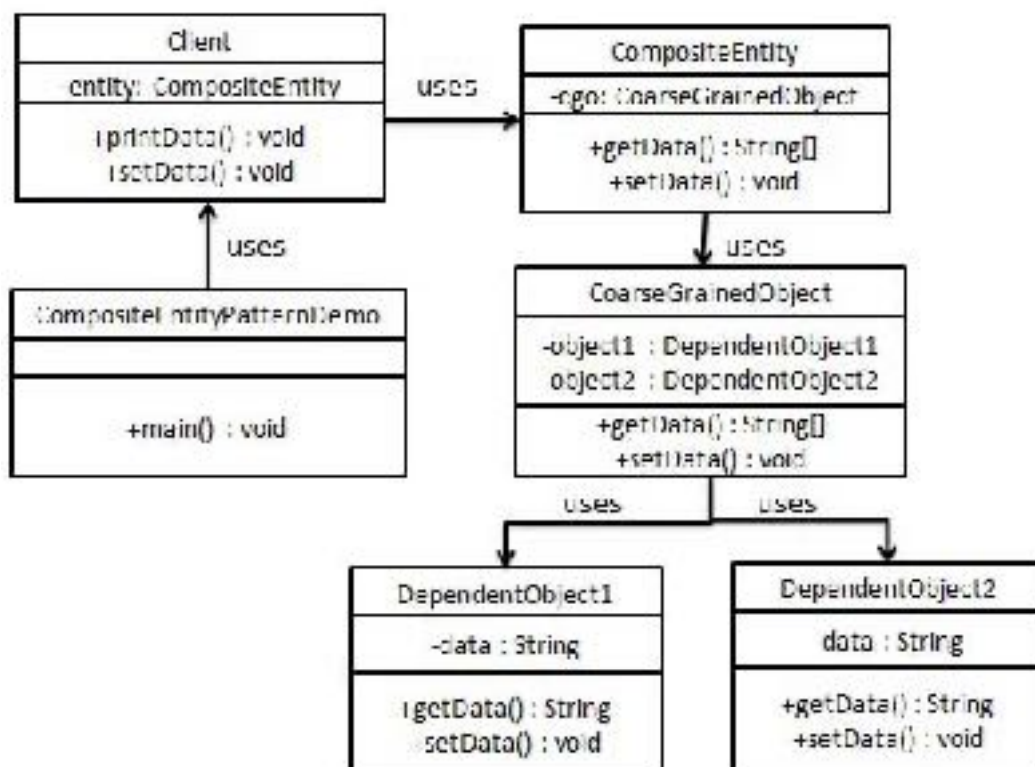 Client
-entity: CompositeEntity
+printData() : void
+setData() : void
uses
CompositeEntity
-cgo: CoarseGrainedObject
+getData() : String[]
+setData() : void
uses
uses
CompositeEntityPatternDemo
+main() : void
CoarseGrainedObject
-object1 : DependentObject1
object2 : DependentObject2
+getData() : String[]
+setData() : void
uses
uses
DependentObject1
-data : String
+getData() : String
setData() : void
DependentObject2
data : String
+getData() : String
+setData() : void